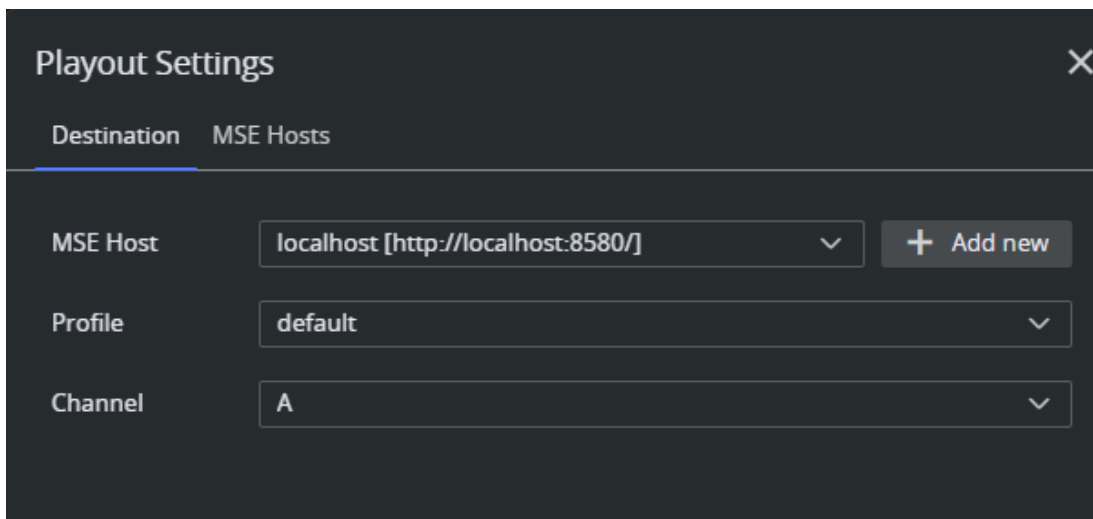 Playout Settings
Destination MSE Hosts
MSE Host localhost [http://localhost:8580/] + Add new
Profile default
Channel A